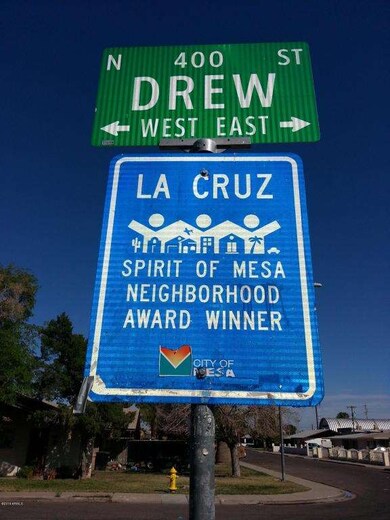 N 400 ST
DREW
WEST EAST
LA CRUZ
SPIRIT OF MESA
NEIGHBORHOOD
AWARD WINNER
CITY OF
MESA